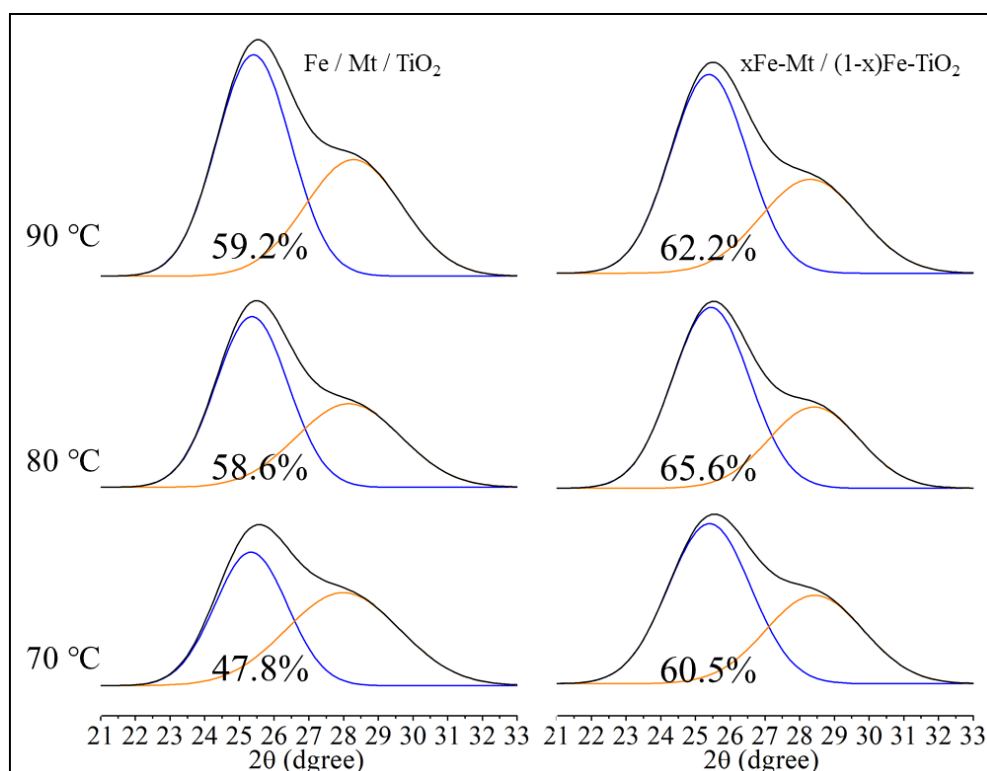 Fe / Mt / TiO₂
xFe-Mt / (1-x)Fe-TiO₂
90 ℃
59.2%
62.2%
80 ℃
58.6%
65.6%
70 ℃
47.8%
60.5%
21 22 23 24 25 26 27 28 29 30 31 32 33
21 22 23 24 25 26 27 28 29 30 31 32 33
2θ (dgree)
2θ (dgree)